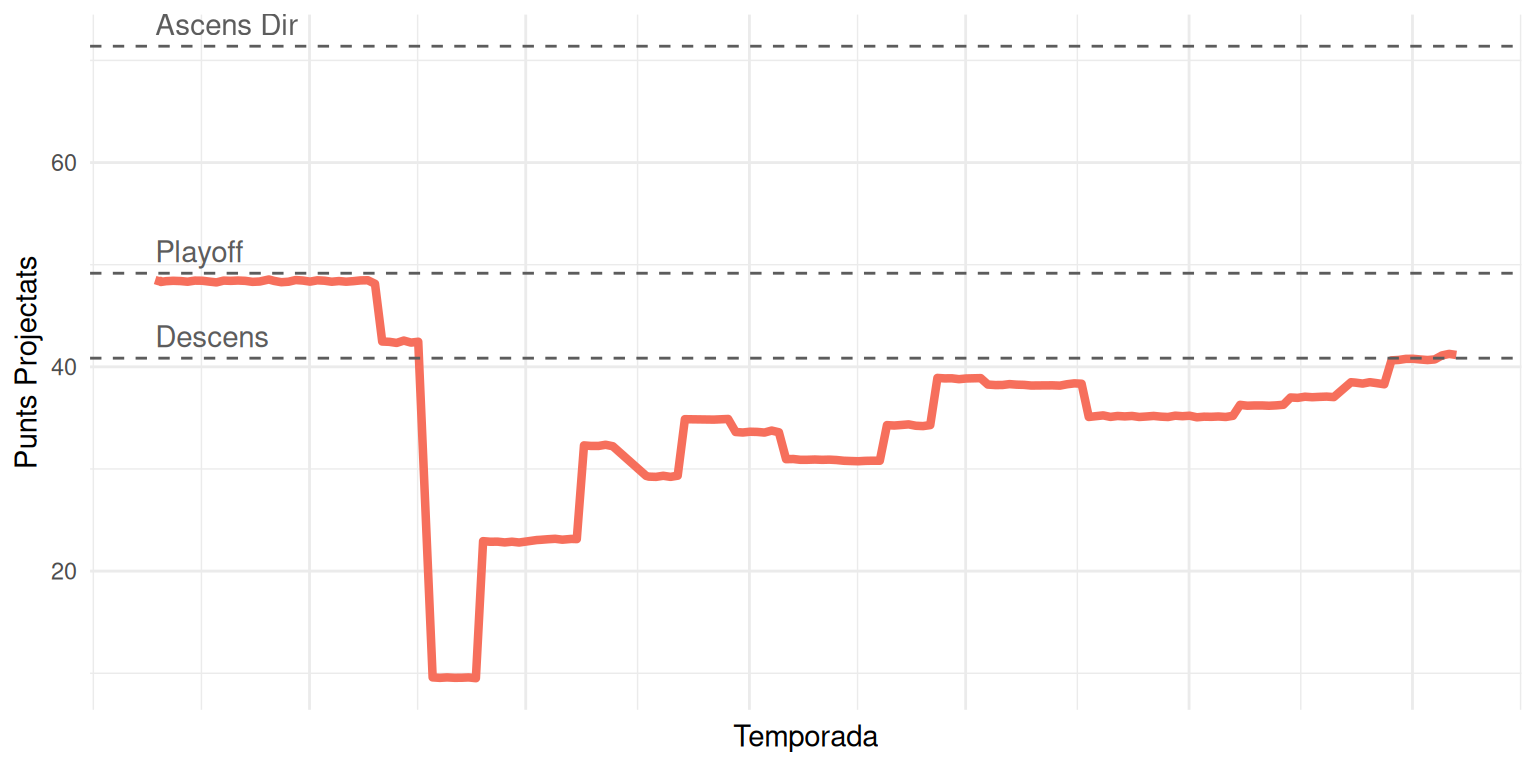 Ascens Dir
60
Playoff
Descens
40
20
Punts Projectats
Temporada